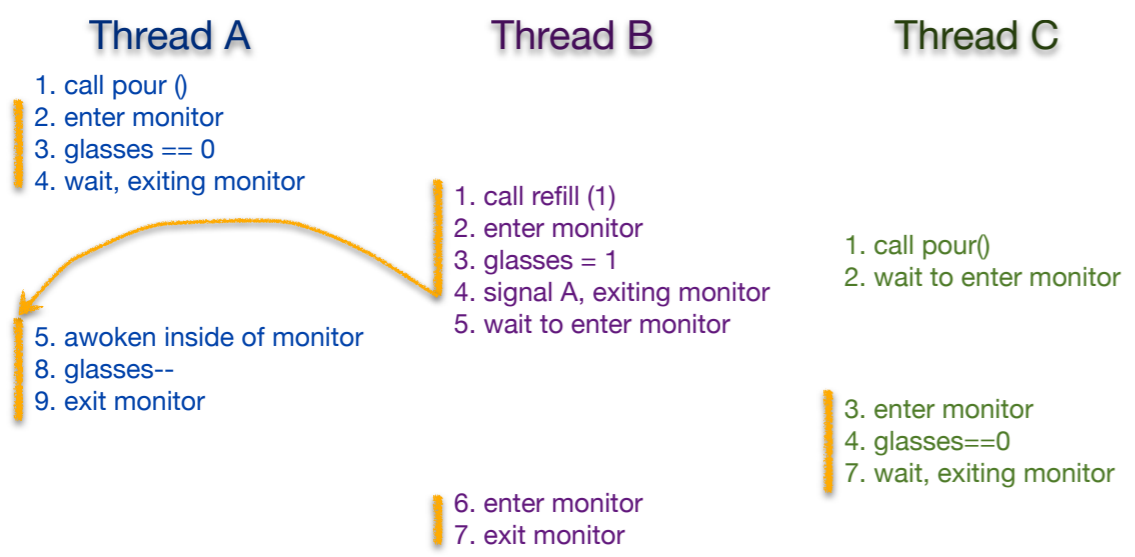 Thread A
1. call pour ()
2. enter monitor
3. glasses == 0
4. wait, exiting monitor
5. awoken inside of monitor
8. glasses--
9. exit monitor
Thread B
1. call refill (1)
2. enter monitor
3. glasses = 1
4. signal A, exiting monitor
5. wait to enter monitor
6. enter monitor
7. exit monitor
Thread C
1. call pour()
2. wait to enter monitor
3. enter monitor
4. glasses==0
7. wait, exiting monitor